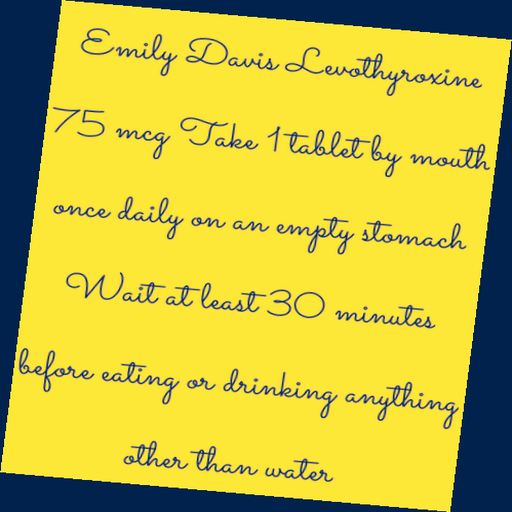 Emily Davis Levothyroxine
75 mcg Take 1 tablet by mouth
once daily on an empty stomach
Wait at least 30 minutes
before eating or drinking anything
other than water